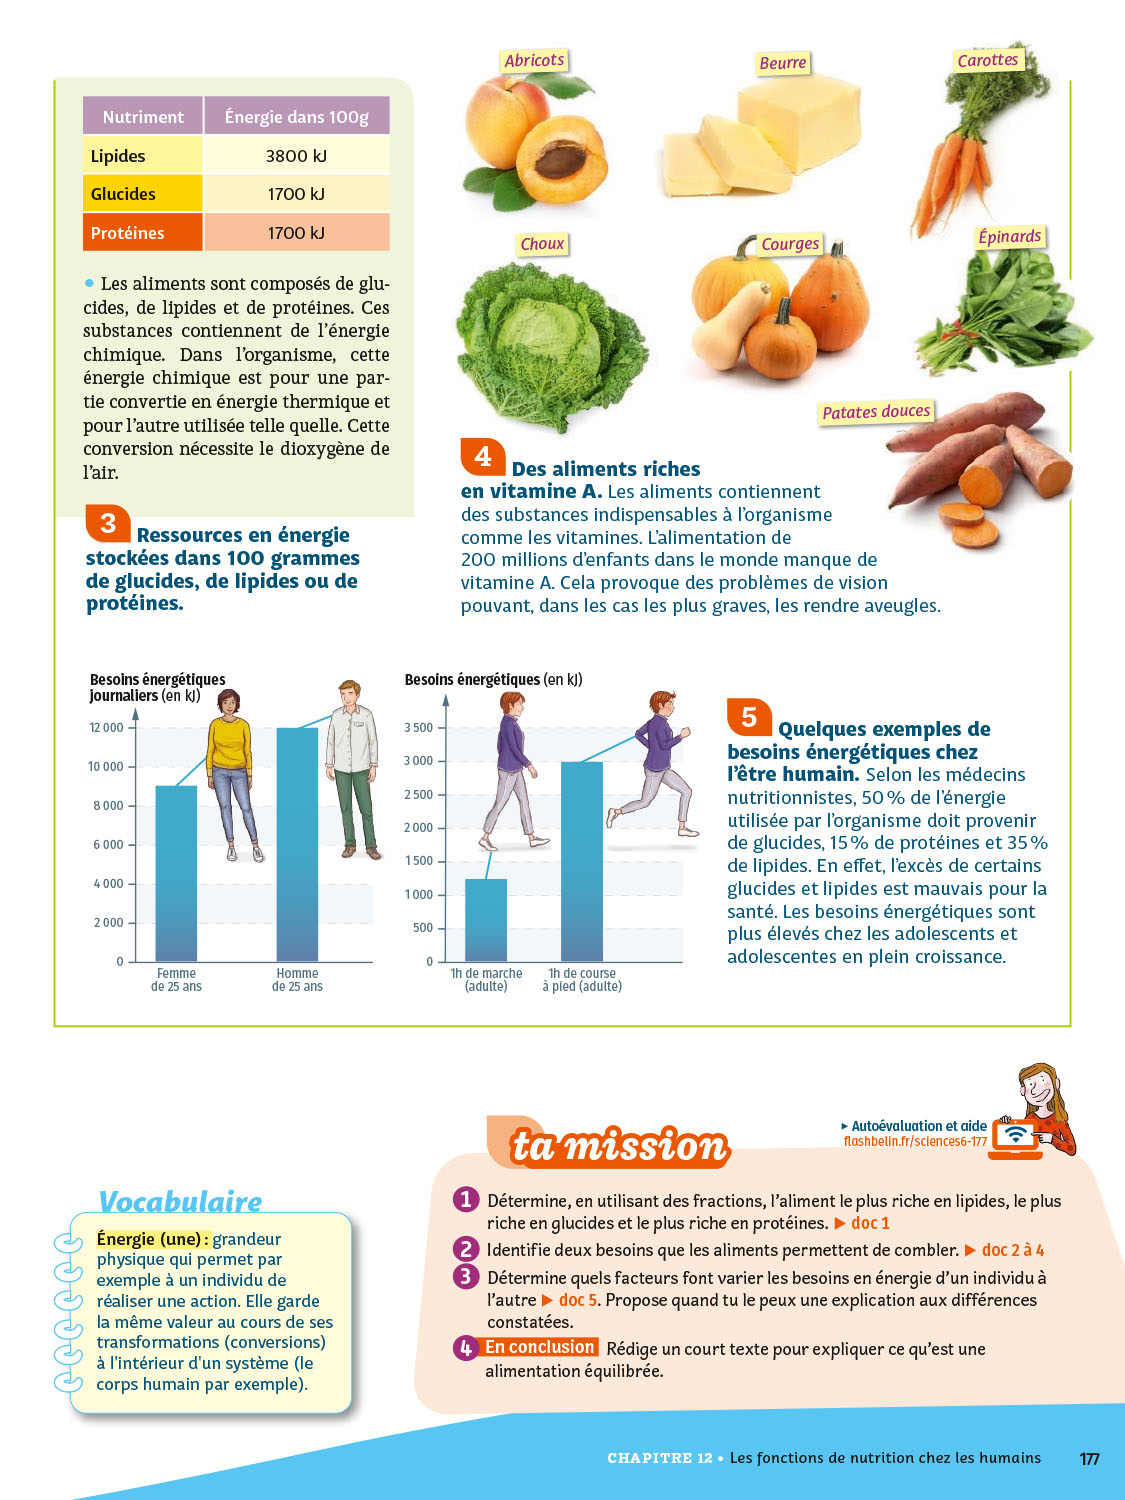 Nutriment
Énergie dans 100g
Lipides
3800 kJ
Glucides
1700 kJ
Protéines
1700 kJ
• Les aliments sont composés de glu-
cides, de lipides et de protéines. Ces
substances contiennent de l'énergie
chimique. Dans l'organisme, cette
énergie chimique est pour une par-
tie convertie en énergie thermique et
pour l'autre utilisée telle quelle. Cette
conversion nécessite le dioxygène de
l'air.
3 Ressources en énergie
stockées dans 100 grammes
de glucides, de lipides ou de
protéines.
Abricots
Beurre
Carottes
Choux
Courges
Épinards
Patates douces
4 Des aliments riches
en vitamine A. Les aliments contiennent
des substances indispensables à l'organisme
comme les vitamines. L'alimentation de
200 millions d'enfants dans le monde manque de
vitamine A. Cela provoque des problèmes de vision
pouvant, dans les cas les plus graves, les rendre aveugles.
Besoins énergétiques
journaliers (en kJ)
12 000
10 000
8 000
6 000
4 000
2 000
0
Femme
de 25 ans
Homme
de 25 ans
Besoins énergétiques (en kJ)
3 500
3 000
2 500
2 000
1 500
1 000
500
0
1h de marche
(adulte)
1h de course
à pied (adulte)
5 Quelques exemples de
besoins énergétiques chez
l'être humain. Selon les médecins
nutritionnistes, 50 % de l'énergie
utilisée par l'organisme doit provenir
de glucides, 15 % de protéines et 35 %
de lipides. En effet, l'excès de certains
glucides et lipides est mauvais pour la
santé. Les besoins énergétiques sont
plus élevés chez les adolescents et
adolescentes en pleine croissance.
Vocabulaire
Énergie (une) : grandeur
physique qui permet par
exemple à un individu de
réaliser une action. Elle garde
la même valeur au cours de ses
transformations (conversions)
à l'intérieur d'un système (le
corps humain par exemple).
ta mission
▸ Autoévaluation et aide
flashbelin.fr/sciences6-177
1 Détermine, en utilisant des fractions, l'aliment le plus riche en lipides, le plus
riche en glucides et le plus riche en protéines. ▶ doc 1
2 Identifie deux besoins que les aliments permettent de combler. ▶ doc 2 à 4
3 Détermine quels facteurs font varier les besoins en énergie d'un individu à
l'autre ▶ doc 5. Propose quand tu le peux une explication aux différences
constatées.
4 En conclusion Rédige un court texte pour expliquer ce qu'est une
alimentation équilibrée.
CHAPITRE 12 • Les fonctions de nutrition chez les humains
177